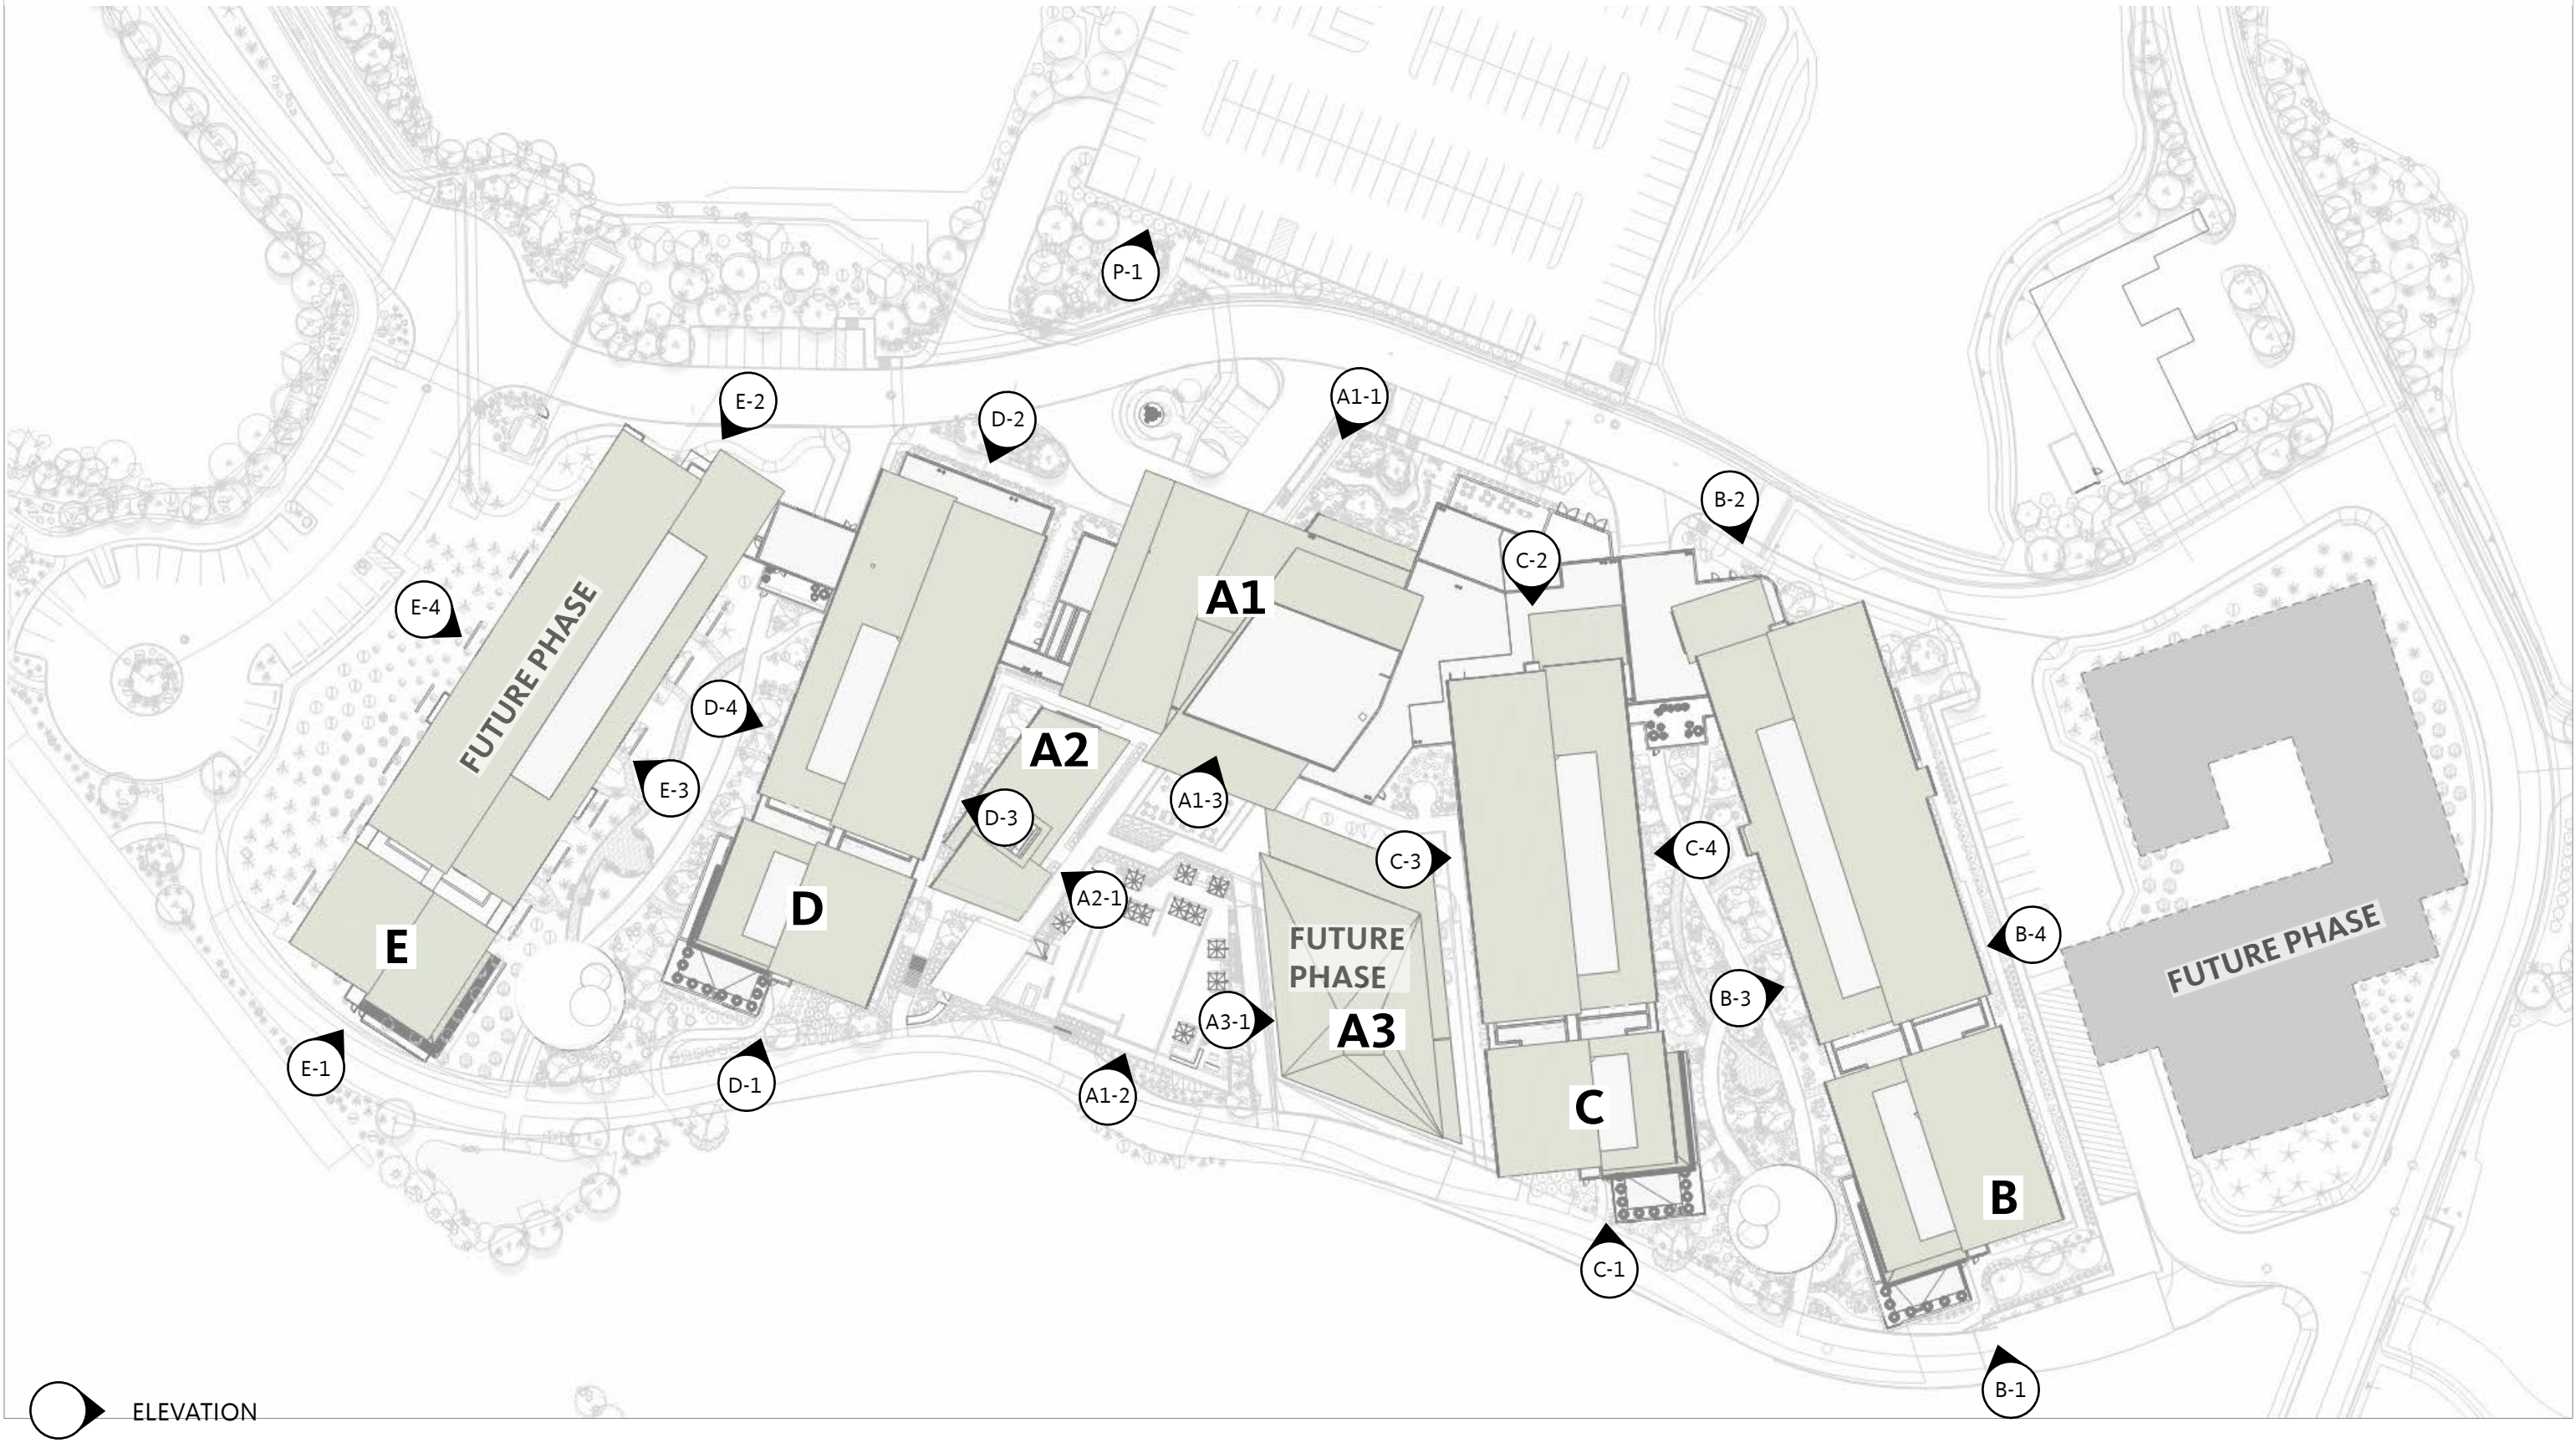 P-1
E-2
A1-1
D-2
B-2
C-2
A1
E-4
FUTURE PHASE
D-4
A2
E-3
A1-3
D-3
C-3
C-4
A2-1
D
E
FUTURE
PHASE
B-4
FUTURE PHASE
B-3
A3-1
A3
E-1
D-1
A1-2
C
B
C-1
B-1
ELEVATION